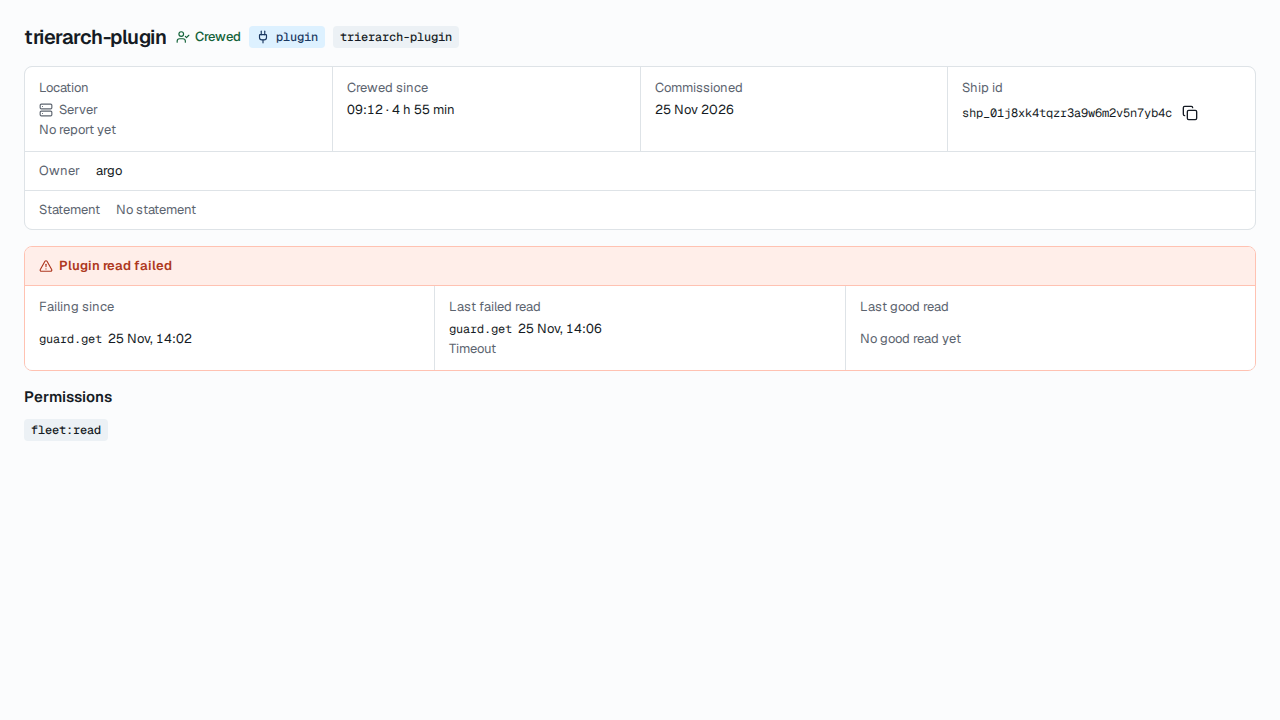 trierarch-plugin Crewed plugin trierarch-plugin
Location
Server
No report yet
Crewed since
09:12 · 4 h 55 min
Commissioned
25 Nov 2026
Ship id
shp_01j8xk4tqzr3a9w6m2v5n7yb4c
Owner argo
Statement No statement
Plugin read failed
Failing since
guard.get 25 Nov, 14:02
Last failed read
guard.get 25 Nov, 14:06
Timeout
Last good read
No good read yet
Permissions
fleet:read